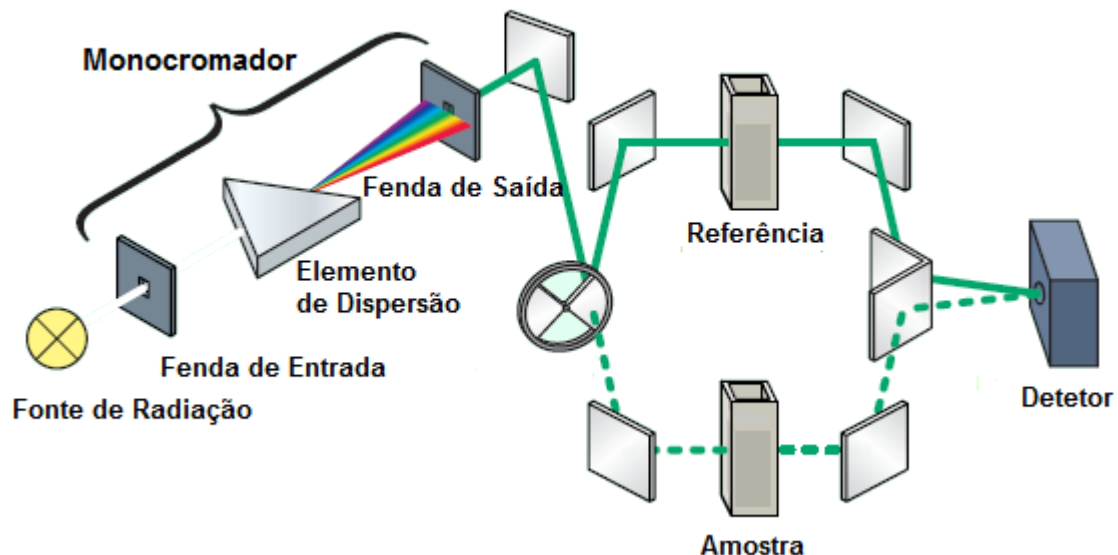 Monocromador
Fenda de Saída
Referência
Elemento
de Dispersão
Fenda de Entrada
Fonte de Radiação
Detetor
Amostra